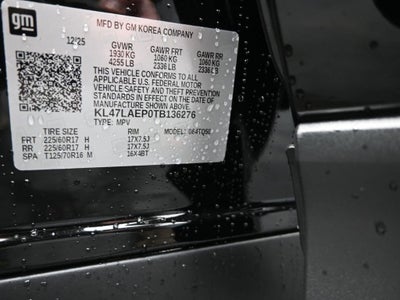 gm
MFD BY GM KOREA COMPANY
12/25
GVWR GAWR FRT GAWR RR
1930 KG 1060 KG 1060 KG
4255 LB 2336 LB 2336 LB
THIS VEHICLE CONFORMS TO ALL
APPLICABLE U.S. FEDERAL MOTOR
VEHICLE SAFETY AND THEFT
PREVENTION STANDARDS IN
EFFECT ON THE DATE OF
MANUFACTURE SHOWN ABOVE.
KL47LAEP0TB136276
TYPE: MPV MODEL:
TIRE SIZE RIM
FRT 225/60R17 H 17X7.5J
RR 225/60R17 H 17X7.5J
SPA T125/70R16 M 16X4BT